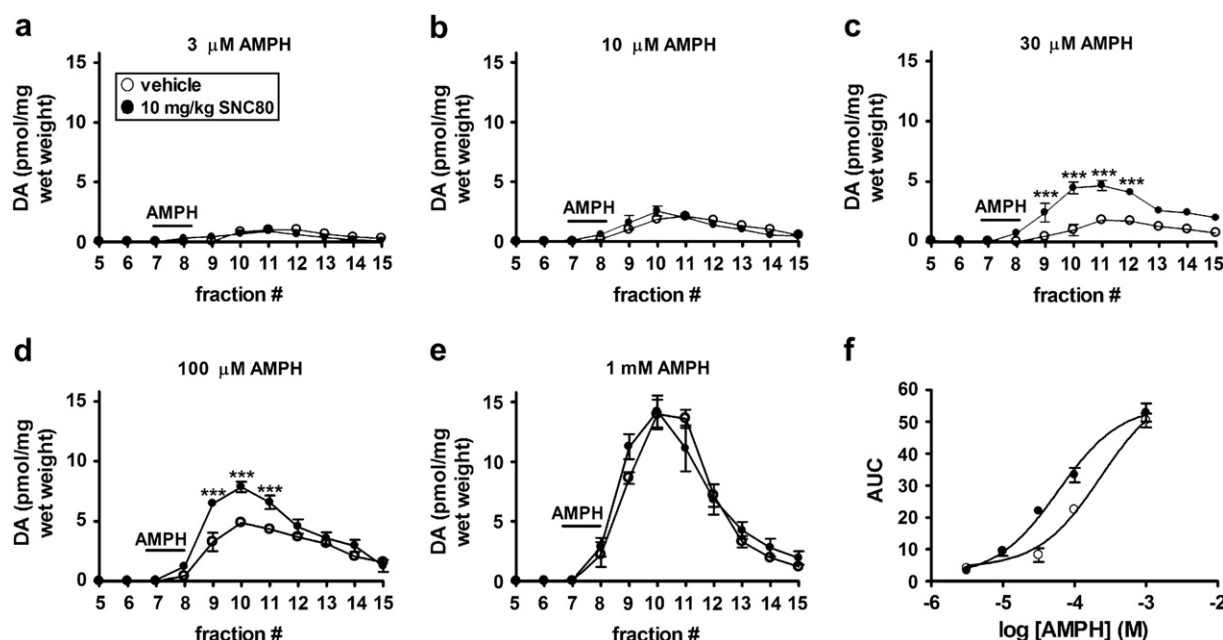 a
3 μM AMPH
DA (pmol/mg
wet weight)
15
10
5
0
vehicle
10 mg/kg SNC80
AMPH
5 6 7 8 9 10 11 12 13 14 15
fraction #
b
10 μM AMPH
DA (pmol/mg
wet weight)
15
10
5
0
AMPH
5 6 7 8 9 10 11 12 13 14 15
fraction #
c
30 μM AMPH
DA (pmol/mg
wet weight)
15
10
5
0
AMPH
*** *** *** ***
5 6 7 8 9 10 11 12 13 14 15
fraction #
d
100 μM AMPH
DA (pmol/mg
wet weight)
15
10
5
0
AMPH
*** *** ***
5 6 7 8 9 10 11 12 13 14 15
fraction #
e
1 mM AMPH
DA (pmol/mg
wet weight)
15
10
5
0
AMPH
5 6 7 8 9 10 11 12 13 14 15
fraction #
f
AUC
60
50
40
30
20
10
0
-6 -5 -4 -3 -2
log [AMPH] (M)